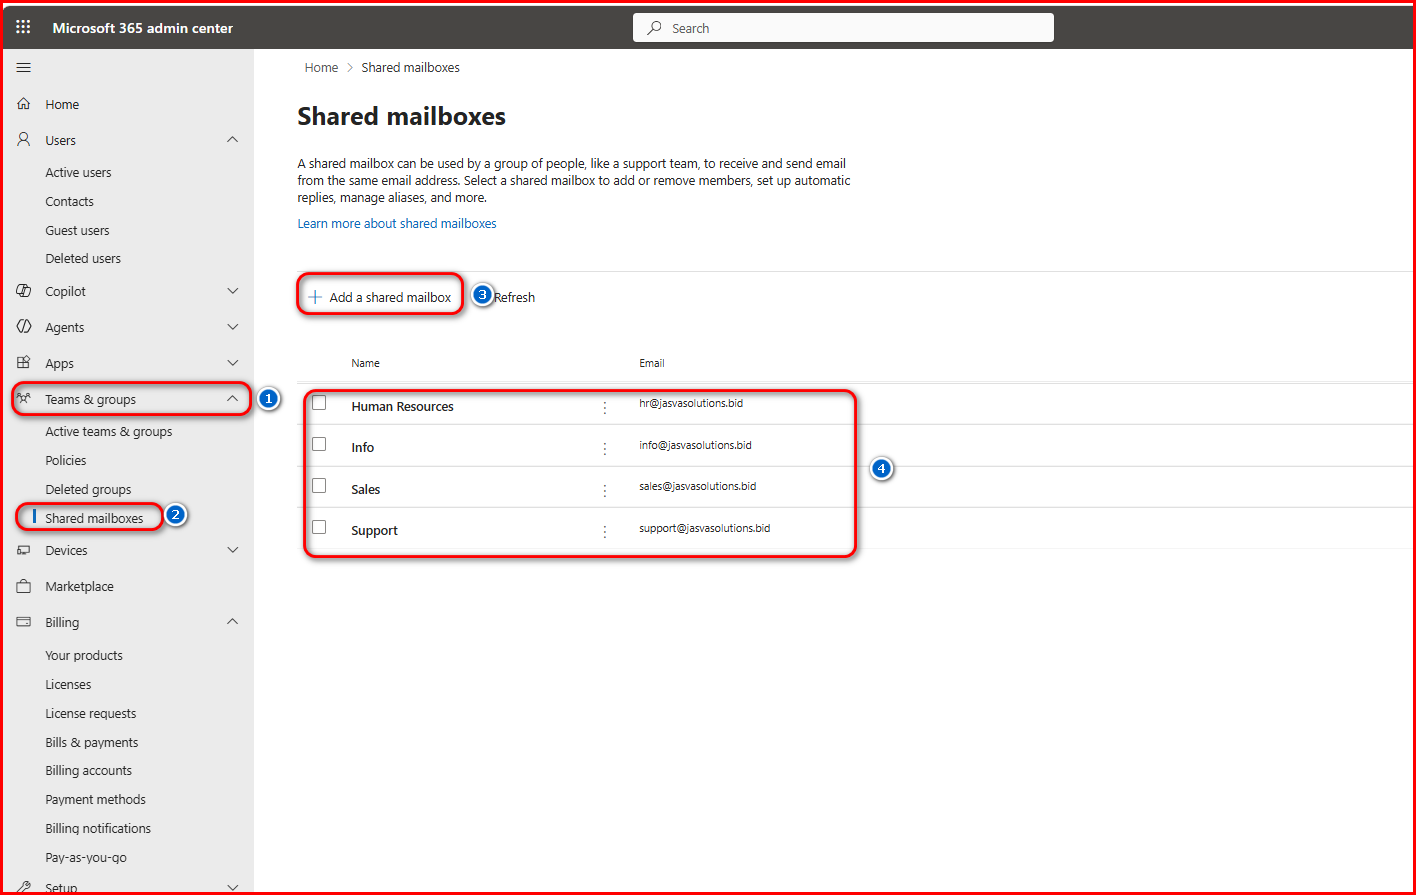 Microsoft 365 admin center
Search
Home
Users
Active users
Contacts
Guest users
Deleted users
Copilot
Agents
Apps
Teams & groups
1
Active teams & groups
Policies
Deleted groups
Shared mailboxes
2
Devices
Marketplace
Billing
Your products
Licenses
License requests
Bills & payments
Billing accounts
Payment methods
Billing notifications
Pay-as-you-go
Setup
Home > Shared mailboxes
Shared mailboxes
A shared mailbox can be used by a group of people, like a support team, to receive and send email
from the same email address. Select a shared mailbox to add or remove members, set up automatic
replies, manage aliases, and more.
Learn more about shared mailboxes
Add a shared mailbox 3 Refresh
Name Email
Human Resources hr@jasvasolutions.bid
Info info@jasvasolutions.bid
4
Sales sales@jasvasolutions.bid
Support support@jasvasolutions.bid